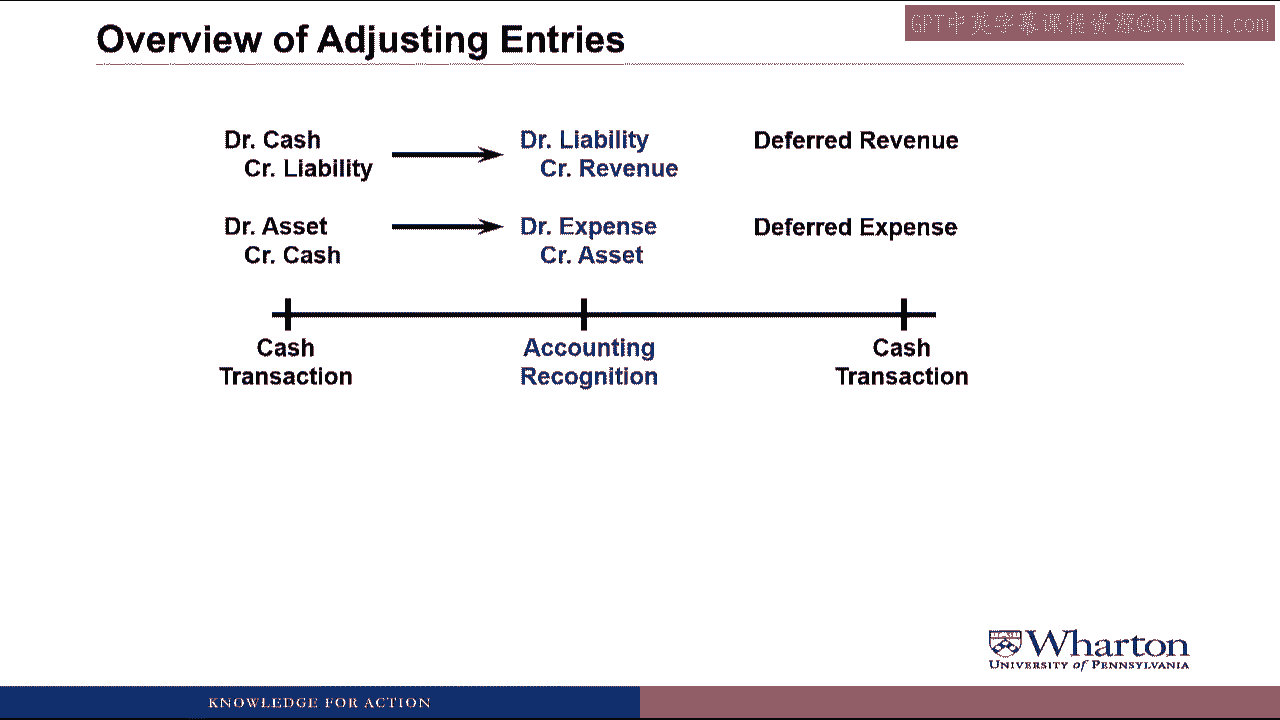 Overview of Adjusting Entries
GPT中英字幕课程资源@bilibili.com
Dr. Cash
Cr. Liability
Dr. Liability
Cr. Revenue
Deferred Revenue
Dr. Asset
Cr. Cash
Dr. Expense
Cr. Asset
Deferred Expense
Cash
Transaction
Accounting
Recognition
Cash
Transaction
Wharton
UNIVERSITY of PENNSYLVANIA
KNOWLEDGE FOR ACTION